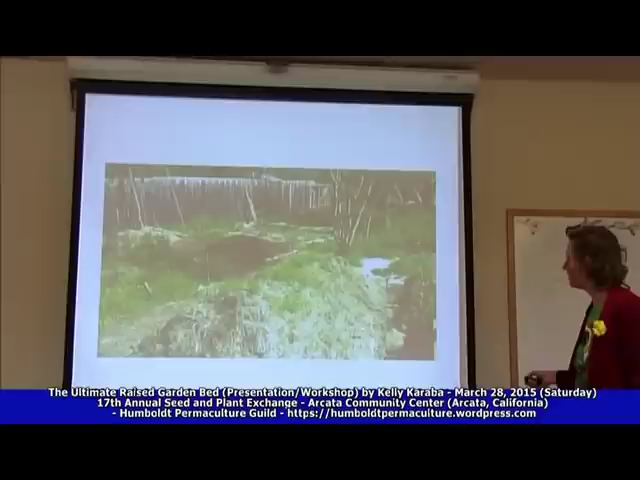 The Ultimate Raised Garden Bed (Presentation/Workshop) by Kelly Karaba - March 28, 2015 (Saturday)
17th Annual Seed and Plant Exchange - Arcata Community Center (Arcata, California)
- Humboldt Permaculture Guild - https://humboldtpermaculture.wordpress.com